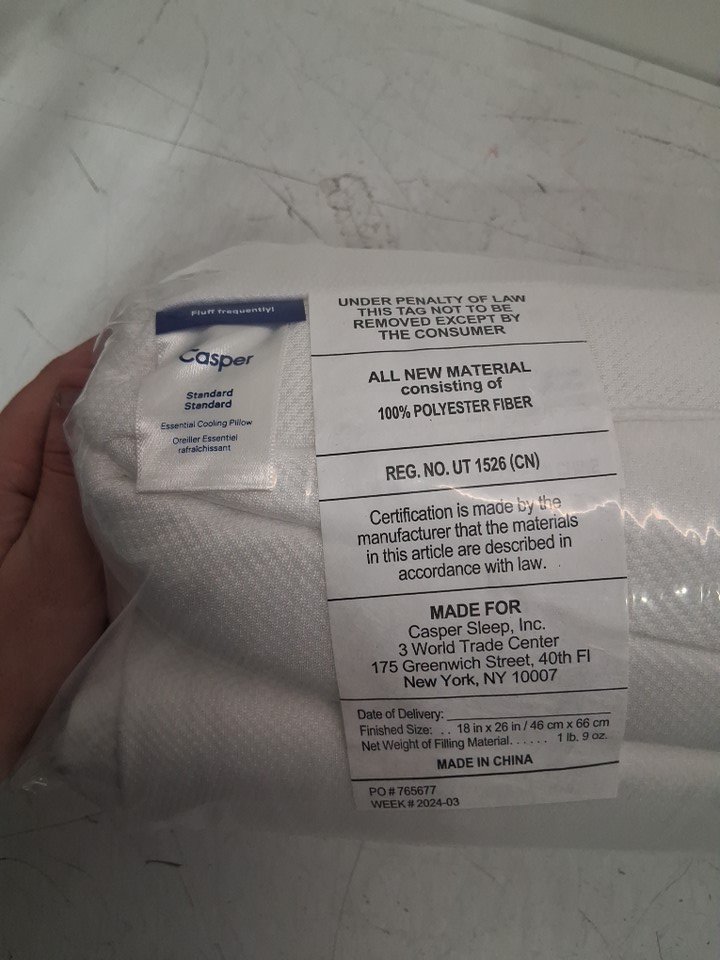 Fluff frequently!
Casper
Standard
Standard
Essential Cooling Pillow
Oreiller Essentiel
rafraîchissant
UNDER PENALTY OF LAW
THIS TAG NOT TO BE
REMOVED EXCEPT BY
THE CONSUMER
ALL NEW MATERIAL
consisting of
100% POLYESTER FIBER
REG. NO. UT 1526 (CN)
Certification is made by the
manufacturer that the materials
in this article are described in
accordance with law.
MADE FOR
Casper Sleep, Inc.
3 World Trade Center
175 Greenwich Street, 40th Fl
New York, NY 10007
Date of Delivery:
Finished Size: . . 18 in x 26 in / 46 cm x 66 cm
Net Weight of Filling Material. . . . . . 1 lb. 9 oz.
MADE IN CHINA
PO # 765677
WEEK # 2024-03